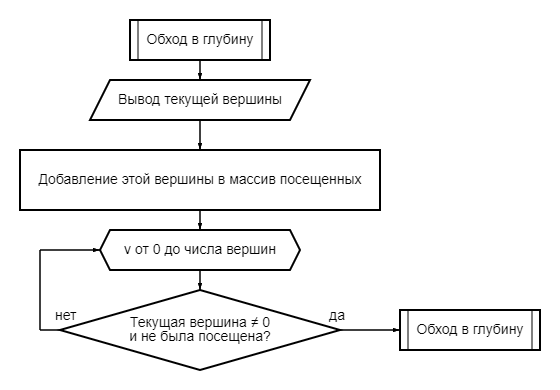 Обход в глубину
Вывод текущей вершины
Добавление этой вершины в массив посещенных
v от 0 до числа вершин
нет
да
Текущая вершина ≠ 0
и не была посещена?
Обход в глубину